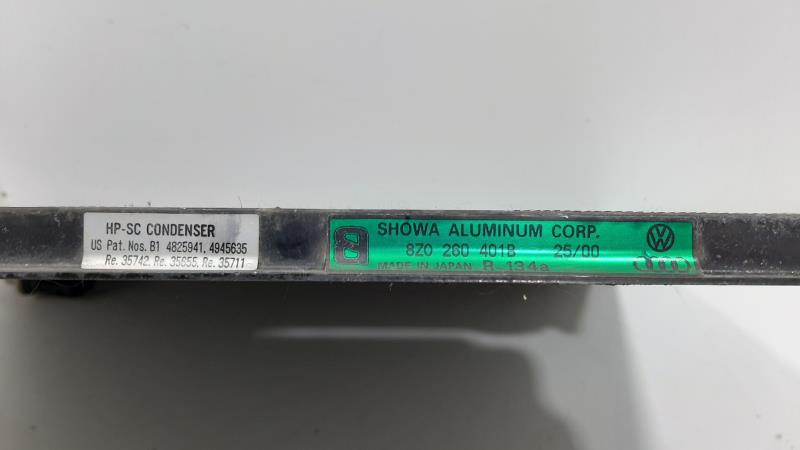 HP-SC CONDENSER
US Pat. Nos. B1 4825941, 4945635
Re. 35742, Re. 35655, Re. 35711
SHOWA ALUMINUM CORP.
8Z0 260 401B 25/00
MADE IN JAPAN R-134a